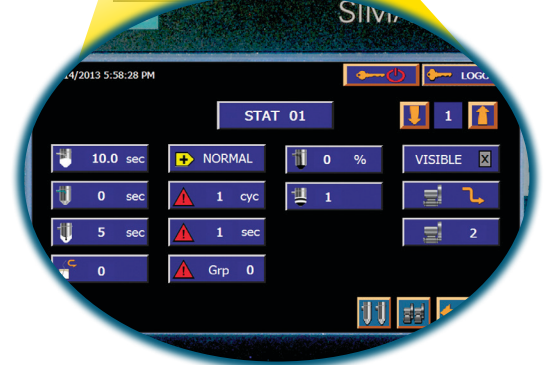 4/2013 5:58:28 PM
STAT 01
1
10.0 sec
NORMAL
0 %
VISIBLE X
0 sec
1 cyc
1
5 sec
1 sec
2
0
Grp 0